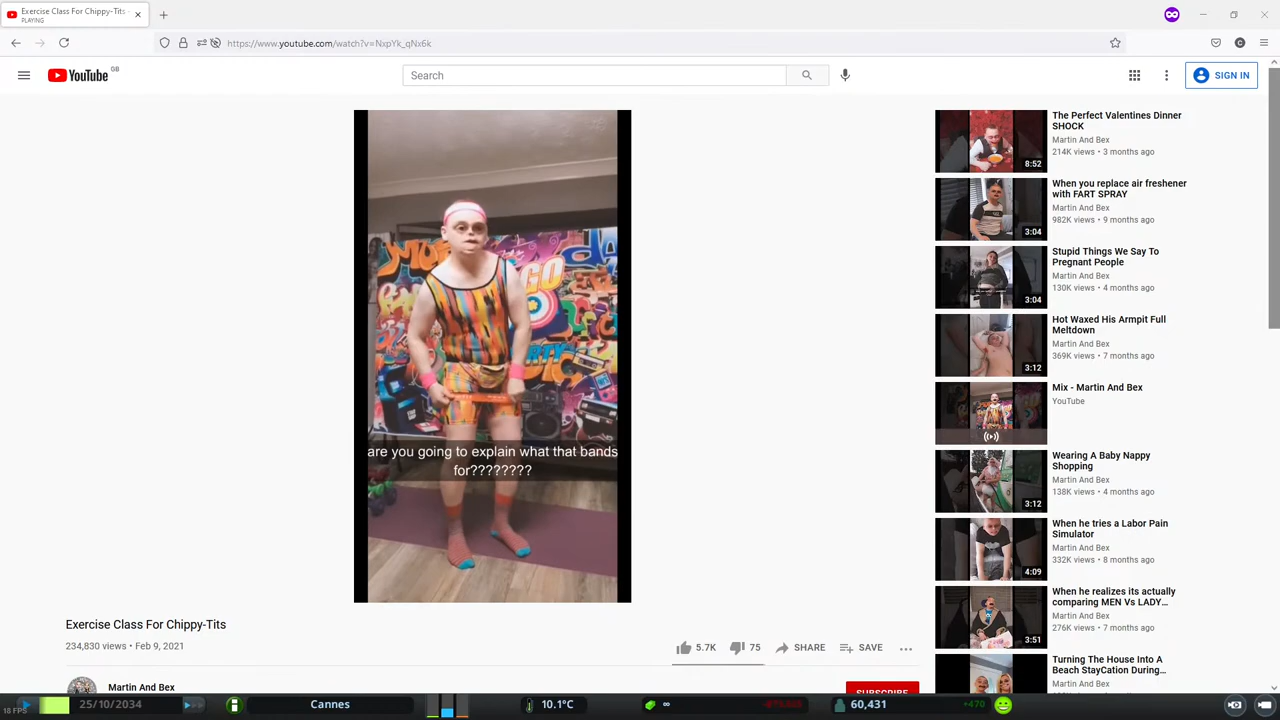 Exercise Class For Chippy-Tits -
PLAYING
https://www.youtube.com/watch?v=NxpYk_qNx6k
YouTube GB
Search
SIGN IN
are you going to explain what that bands
for????????
Exercise Class For Chippy-Tits
234,830 views • Feb 9, 2021
5.7K
75
SHARE
SAVE
Martin And Bex
SUBSCRIBE
The Perfect Valentines Dinner
SHOCK
Martin And Bex
214K views • 3 months ago
8:52
When you replace air freshener
with FART SPRAY
Martin And Bex
982K views • 9 months ago
3:04
Stupid Things We Say To
Pregnant People
Martin And Bex
130K views • 4 months ago
3:04
Hot Waxed His Armpit Full
Meltdown
Martin And Bex
369K views • 7 months ago
3:12
Mix - Martin And Bex
YouTube
Wearing A Baby Nappy
Shopping
Martin And Bex
138K views • 4 months ago
3:12
When he tries a Labor Pain
Simulator
Martin And Bex
332K views • 8 months ago
4:09
When he realizes its actually
comparing MEN Vs LADY...
Martin And Bex
276K views • 7 months ago
3:51
Turning The House Into A
Beach StayCation During...
Martin And Bex
18 FPS
25/10/2034
Cannes
10.1°C
∞
60,431
+470